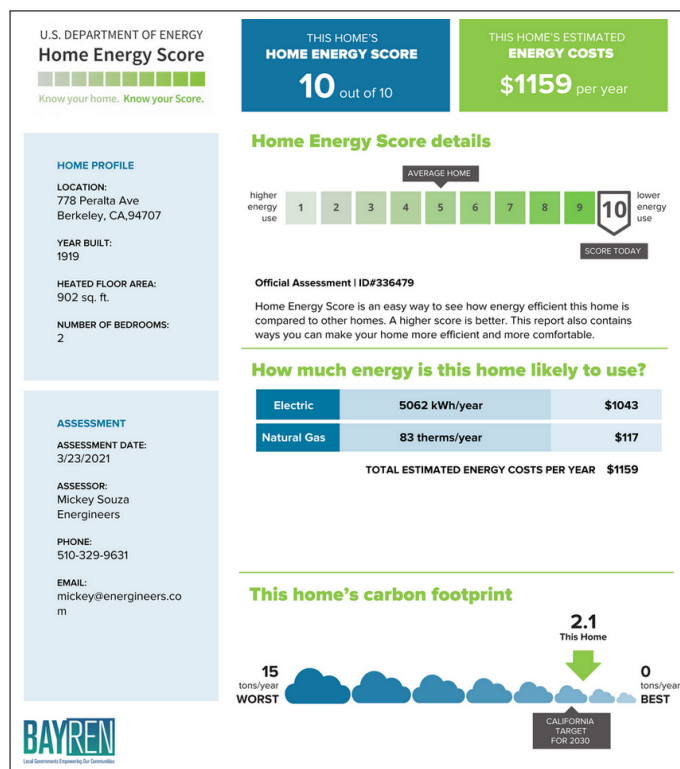 U.S. DEPARTMENT OF ENERGY
Home Energy Score
Know your home. Know your Score.
THIS HOME'S
HOME ENERGY SCORE
10 out of 10
THIS HOME'S ESTIMATED
ENERGY COSTS
$1159 per year
HOME PROFILE
LOCATION:
778 Peralta Ave
Berkeley, CA,94707
YEAR BUILT:
1919
HEATED FLOOR AREA:
902 sq. ft.
NUMBER OF BEDROOMS:
2
ASSESSMENT
ASSESSMENT DATE:
3/23/2021
ASSESSOR:
Mickey Souza
Energineers
PHONE:
510-329-9631
EMAIL:
mickey@energineers.co
m
BAYREN
Local Governments Empowering Our Communities
Home Energy Score details
AVERAGE HOME
higher
energy
use
1 2 3 4 5 6 7 8 9 10
lower
energy
use
SCORE TODAY
Official Assessment | ID#336479
Home Energy Score is an easy way to see how energy efficient this home is
compared to other homes. A higher score is better. This report also contains
ways you can make your home more efficient and more comfortable.
How much energy is this home likely to use?
Electric 5062 kWh/year $1043
Natural Gas 83 therms/year $117
TOTAL ESTIMATED ENERGY COSTS PER YEAR $1159
This home's carbon footprint
2.1
This Home
15
tons/year
WORST
0
tons/year
BEST
CALIFORNIA
TARGET
FOR 2030